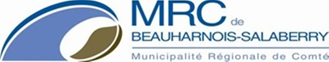 MRC de
BEAUHARNOIS-SALABERRY
Municipalité Régionale de Comté